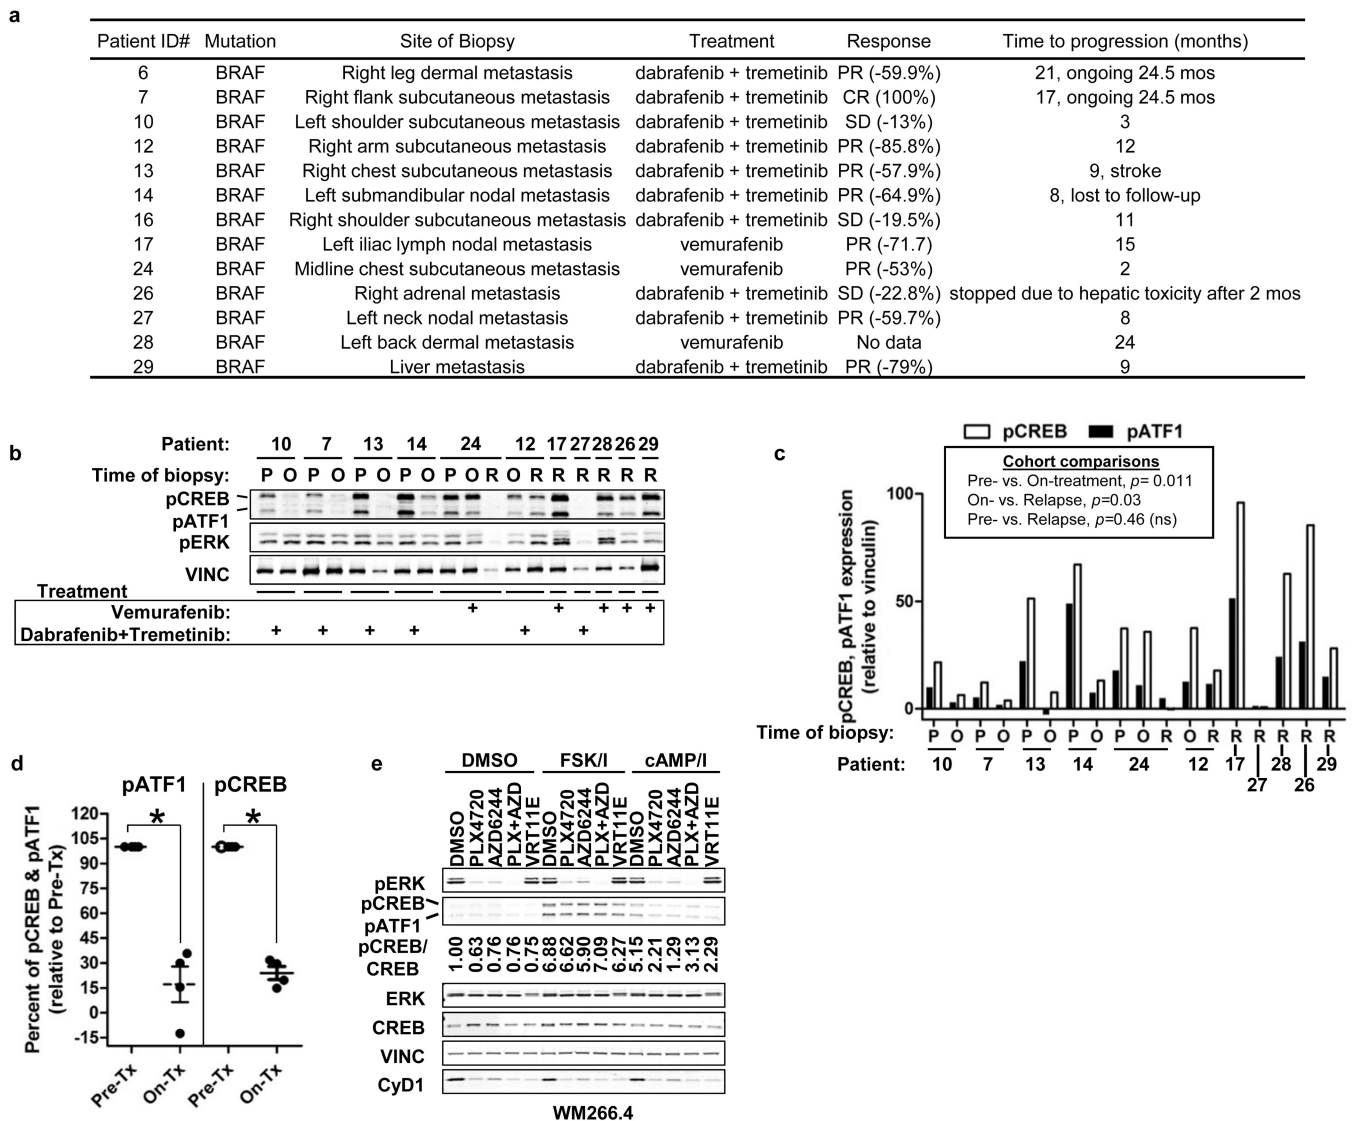 a
Patient ID# Mutation Site of Biopsy Treatment Response Time to progression (months)
6 BRAF Right leg dermal metastasis dabrafenib + tremetinib PR (-59.9%) 21, ongoing 24.5 mos
7 BRAF Right flank subcutaneous metastasis dabrafenib + tremetinib CR (100%) 17, ongoing 24.5 mos
10 BRAF Left shoulder subcutaneous metastasis dabrafenib + tremetinib SD (-13%) 3
12 BRAF Right arm subcutaneous metastasis dabrafenib + tremetinib PR (-85.8%) 12
13 BRAF Right chest subcutaneous metastasis dabrafenib + tremetinib PR (-57.9%) 9, stroke
14 BRAF Left submandibular nodal metastasis dabrafenib + tremetinib PR (-64.9%) 8, lost to follow-up
16 BRAF Right shoulder subcutaneous metastasis dabrafenib + tremetinib SD (-19.5%) 11
17 BRAF Left iliac lymph nodal metastasis vemurafenib PR (-71.7) 15
24 BRAF Midline chest subcutaneous metastasis vemurafenib PR (-53%) 2
26 BRAF Right adrenal metastasis dabrafenib + tremetinib SD (-22.8%) stopped due to hepatic toxicity after 2 mos
27 BRAF Left neck nodal metastasis dabrafenib + tremetinib PR (-59.7%) 8
28 BRAF Left back dermal metastasis vemurafenib No data 24
29 BRAF Liver metastasis dabrafenib + tremetinib PR (-79%) 9
b
Patient: 10 7 13 14 24 12 17 27 28 26 29
Time of biopsy: P O P O P O P O P O R O R R R R R R
pCREB
pATF1
pERK
VINC
Treatment
Vemurafenib: + + + + +
Dabrafenib+Tremetinib: + + + + + +
c
pCREB pATF1
Cohort comparisons
Pre- vs. On-treatment, p= 0.011
On- vs. Relapse, p=0.03
Pre- vs. Relapse, p=0.46 (ns)
pCREB, pATF1 expression
(relative to vinculin)
100
50
0
Time of biopsy: P O P O P O P O P O R O R R R R R R
Patient: 10 7 13 14 24 12 17 28 29
27 26
d
pATF1 pCREB
* *
Percent of pCREB & pATF1
(relative to Pre-Tx)
120
105
90
75
60
45
30
15
0
-15
Pre-Tx On-Tx Pre-Tx On-Tx
e
DMSO FSK/I cAMP/I
DMSO PLX4720 AZD6244 PLX+AZD VRT11E DMSO PLX4720 AZD6244 PLX+AZD VRT11E DMSO PLX4720 AZD6244 PLX+AZD VRT11E
pERK
pCREB
pATF1
pCREB/
CREB
1.00 0.63 0.76 0.76 0.75 6.88 6.62 5.90 7.09 6.27 5.15 2.21 1.29 3.13 2.29
ERK
CREB
VINC
CyD1
WM266.4